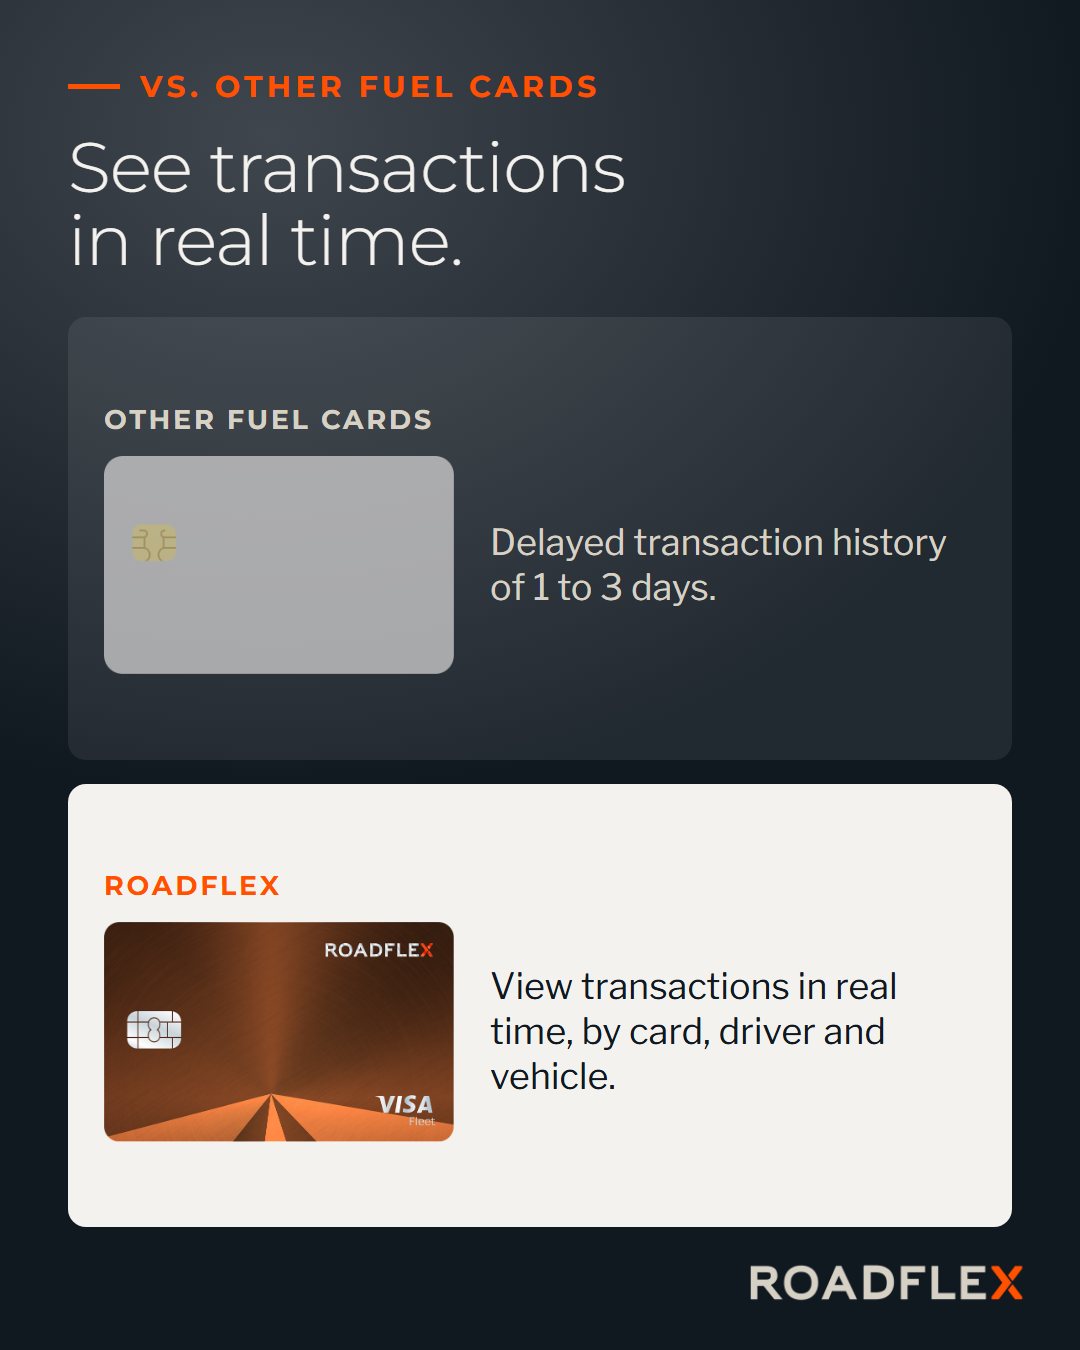 VS. OTHER FUEL CARDS
See transactions
in real time.
OTHER FUEL CARDS
Delayed transaction history
of 1 to 3 days.
ROADFLEX
ROADFLEX
VISA
Fleet
View transactions in real
time, by card, driver and
vehicle.
ROADFLEX